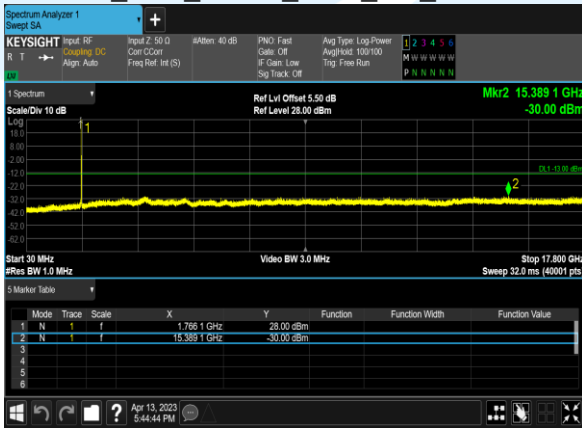 Spectrum Analyzer 1
Swept SA
+
KEYSIGHT Input: RF Input Z: 50 Ω #Atten: 40 dB PNO: Fast Avg Type: Log-Power 1 2 3 4 5 6
R T Coupling: DC Corr CCorr Gate: Off Avg|Hold: 100/100 M W W W W W
Align: Auto Freq Ref: Int (S) IF Gain: Low Trig: Free Run
Sig Track: Off P N N N N N
1 Spectrum Ref Lvl Offset 5.50 dB Mkr2 15.389 1 GHz
Scale/Div 10 dB Ref Level 28.00 dBm -30.00 dBm
Log
18.0
8.00
-2.00
-12.0
-22.0
-32.0
-42.0
-52.0
-62.0
1
DL1 -13.00 dBm
2
Start 30 MHz Video BW 3.0 MHz Stop 17.800 GHz
#Res BW 1.0 MHz Sweep 32.0 ms (40001 pts)
5 Marker Table
Mode Trace Scale X Y Function Function Width Function Value
1 N 1 f 1.766 1 GHz 28.00 dBm
2 N 1 f 15.389 1 GHz -30.00 dBm
3
4
5
6
? Apr 13, 2023
5:44:44 PM